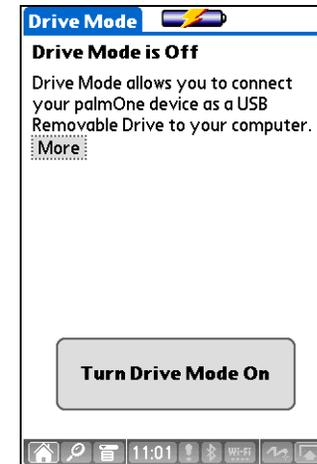 Drive Mode
Drive Mode is Off
Drive Mode allows you to connect
your palmOne device as a USB
Removable Drive to your computer.
More
Turn Drive Mode On
11:01 Wi-Fi